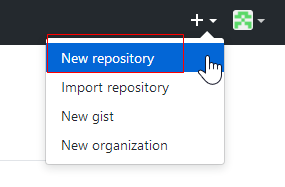 New repository
Import repository
New gist
New organization